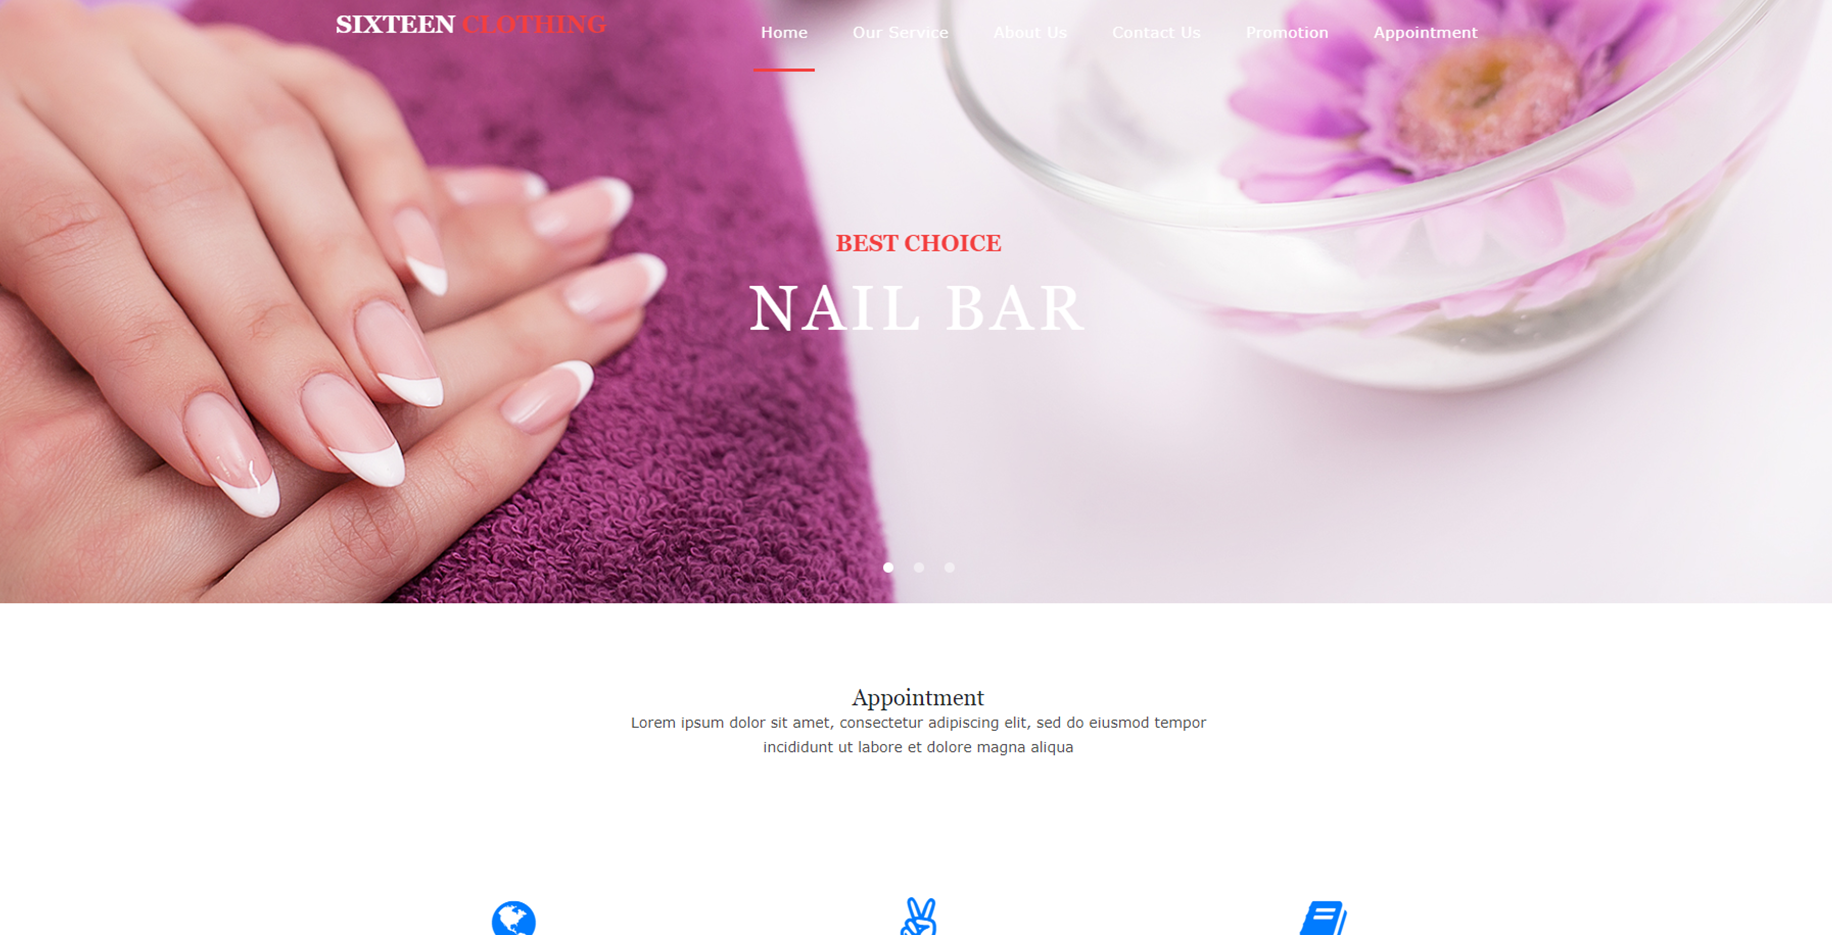 SIXTEEN CLOTHING
Home Our Service About Us Contact Us Promotion Appointment
BEST CHOICE
NAIL BAR
Appointment
Lorem ipsum dolor sit amet, consectetur adipiscing elit, sed do eiusmod tempor
incididunt ut labore et dolore magna aliqua